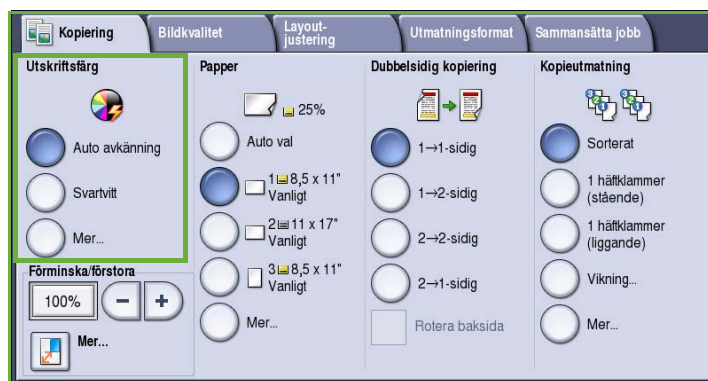 Kopiering
Bildkvalitet
Layout-
justering
Utmatningsformat
Sammansätta jobb
Utskriftsfärg
Auto avkänning
Svartvitt
Mer...
Förminska/förstora
100%
Mer...
Papper
25%
Auto val
1 8,5 x 11"
Vanligt
2 11 x 17"
Vanligt
3 8,5 x 11"
Vanligt
Mer...
Dubbelsidig kopiering
1→1-sidig
1→2-sidig
2→2-sidig
2→1-sidig
Rotera baksida
Kopieutmatning
Sorterat
1 häftklammer
(stående)
1 häftklammer
(liggande)
Vikning...
Mer...